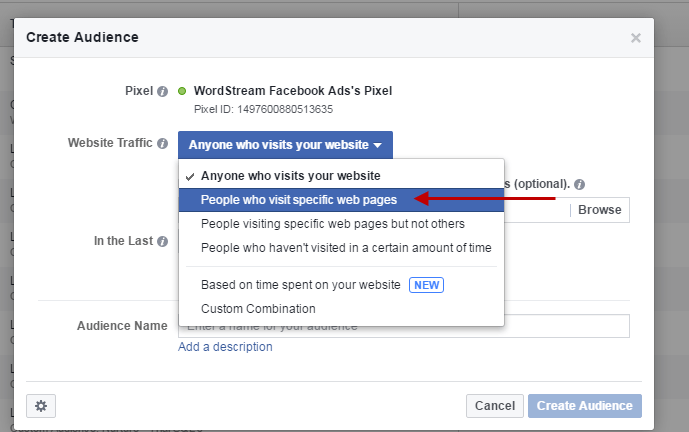 Create Audience
Pixel
WordStream Facebook Ads's Pixel
Pixel ID: 1497600880513635
Website Traffic
Anyone who visits your website
Anyone who visits your website
s (optional).
People who visit specific web pages
Browse
People visiting specific web pages but not others
In the Last
People who haven't visited in a certain amount of time
Based on time spent on your website NEW
Custom Combination
Audience Name
Enter a name for your audience
Add a description
Cancel
Create Audience